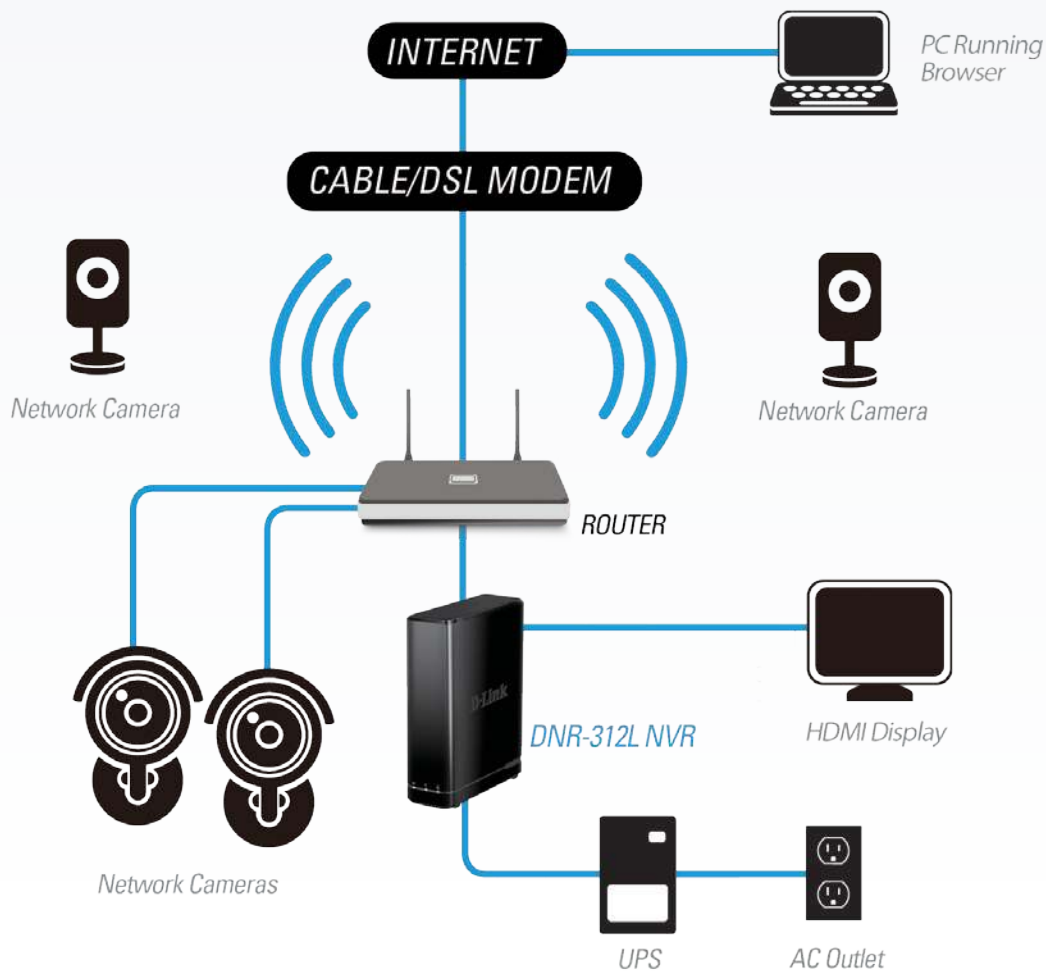 INTERNET
PC Running
Browser
CABLE/DSL MODEM
Network Camera
Network Camera
ROUTER
D-Link
DNR-312L NVR
HDMI Display
Network Cameras
UPS
AC Outlet